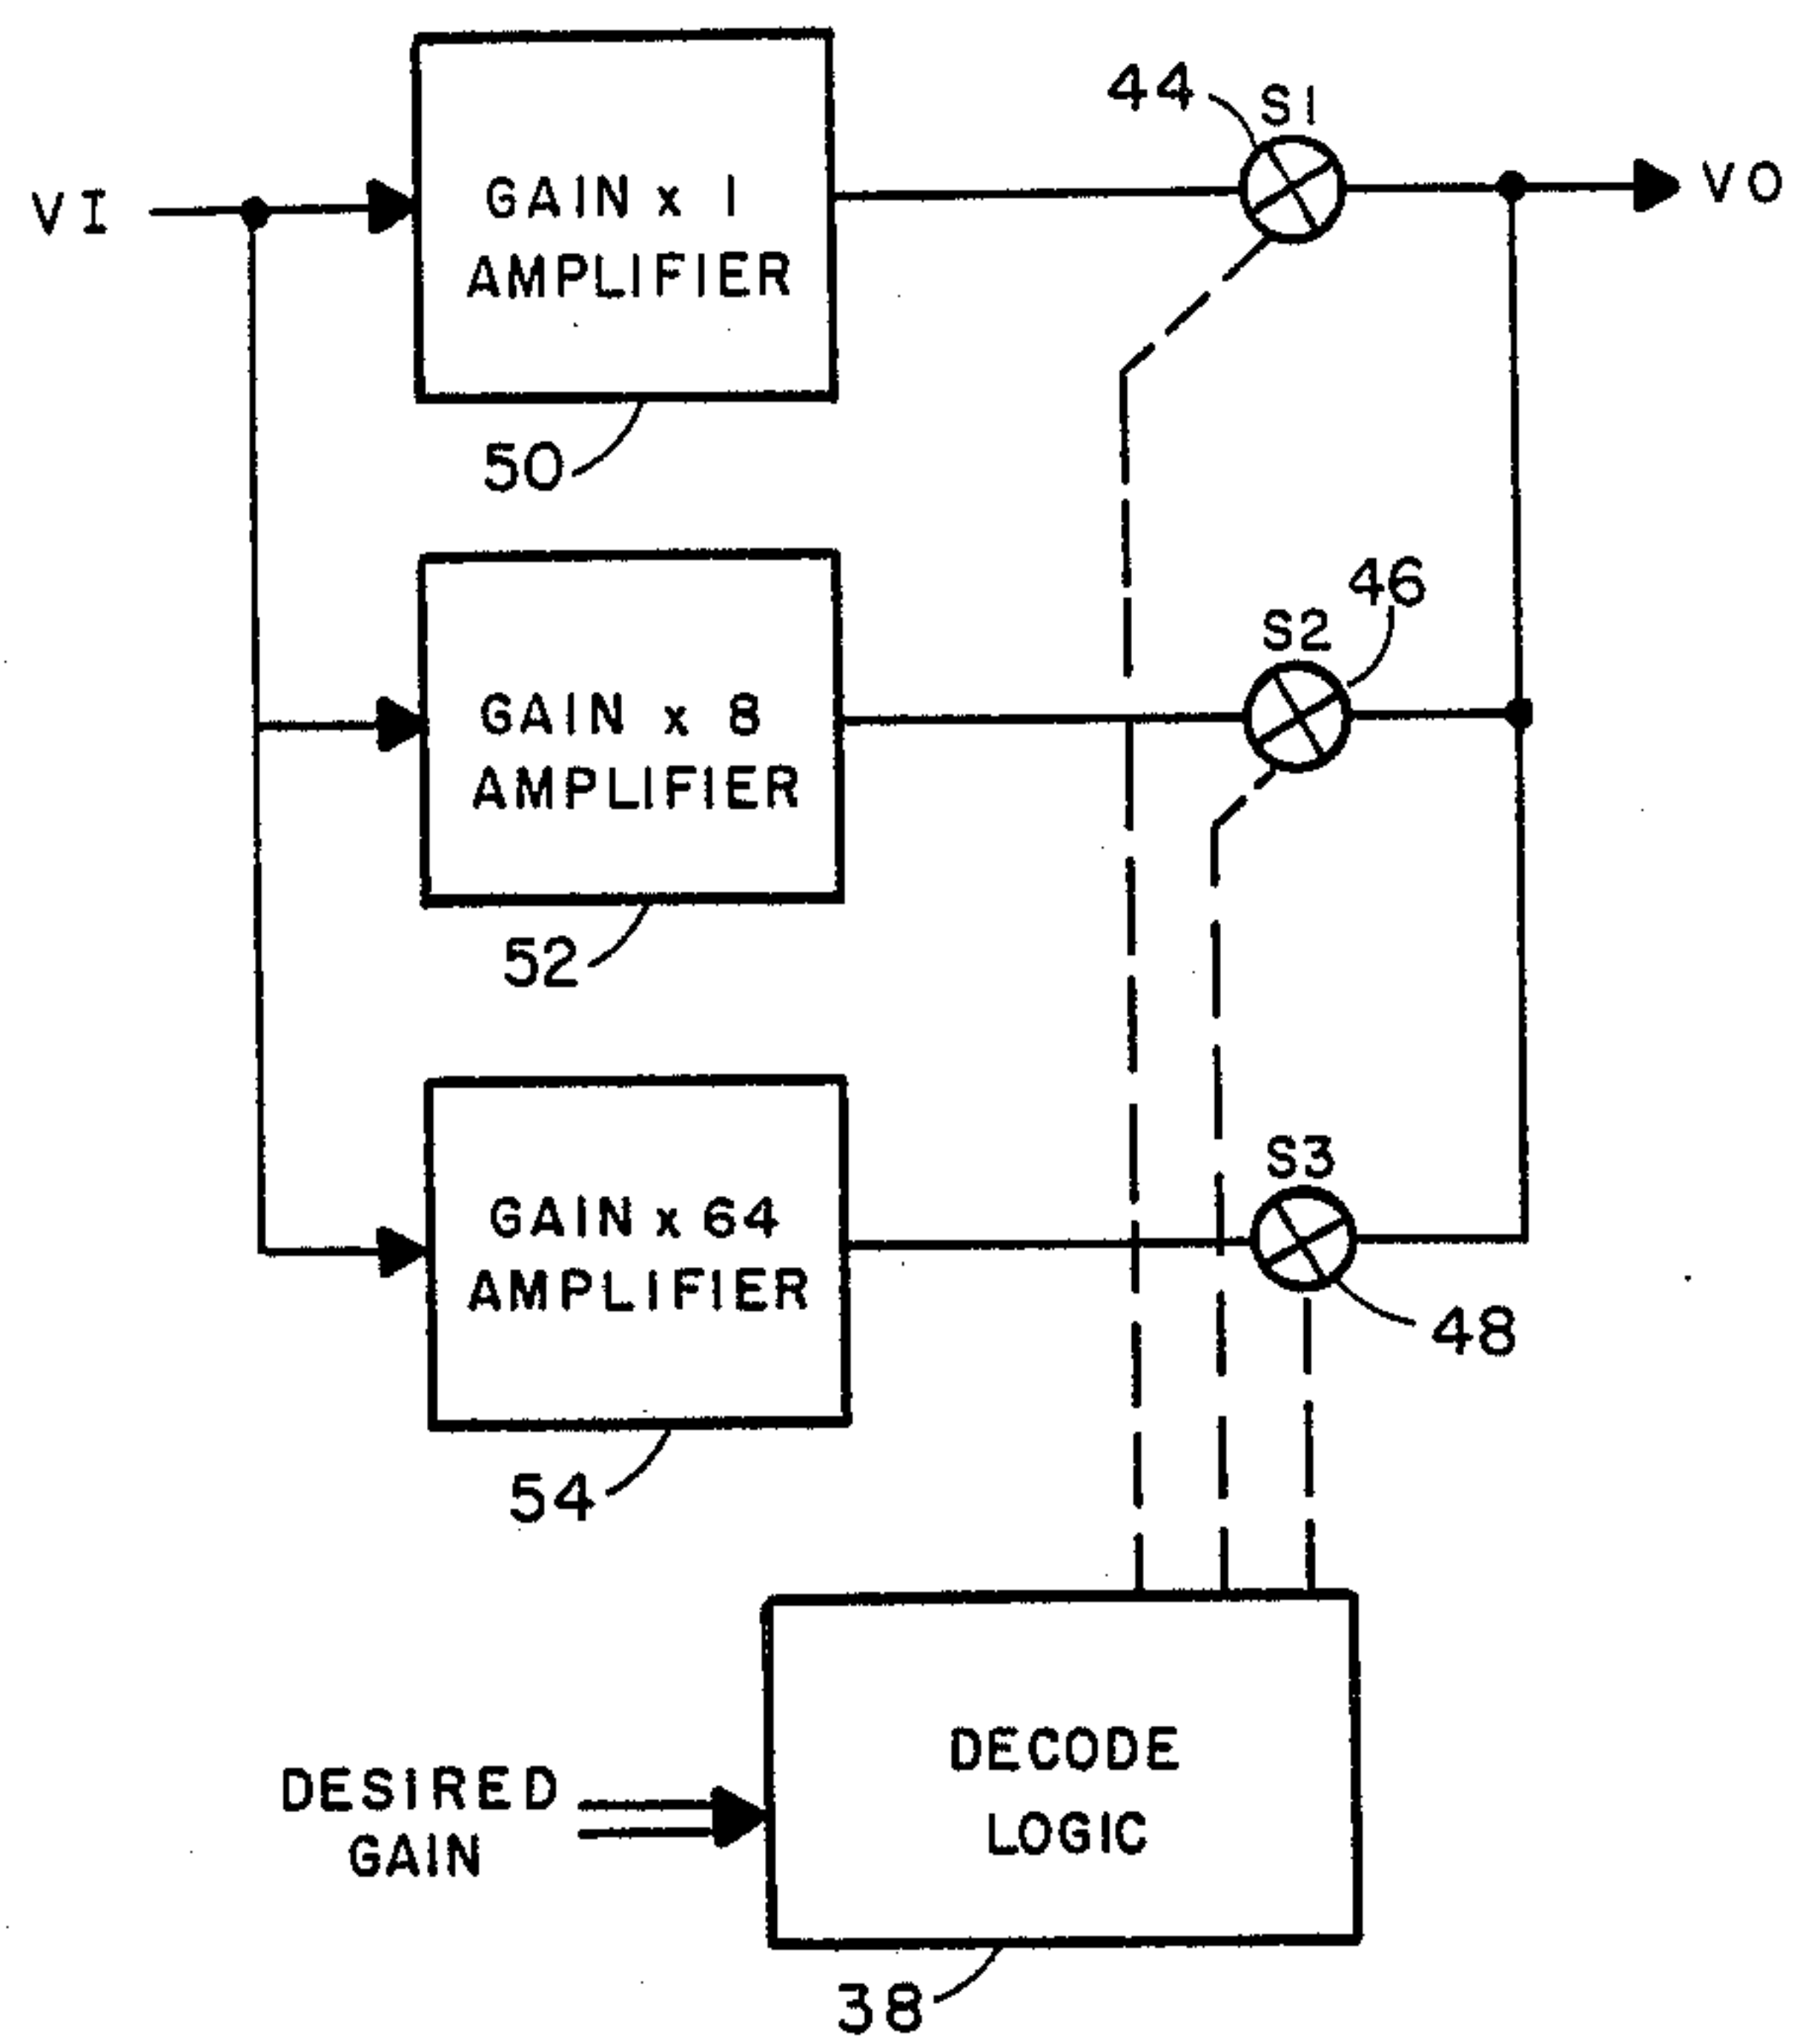 44
S1
VI
GAIN x 1
AMPLIFIER
VO
50
46
S2
GAIN x 8
AMPLIFIER
52
S3
GAIN x 64
AMPLIFIER
48
54
DECODE
LOGIC
DESIRED
GAIN
38